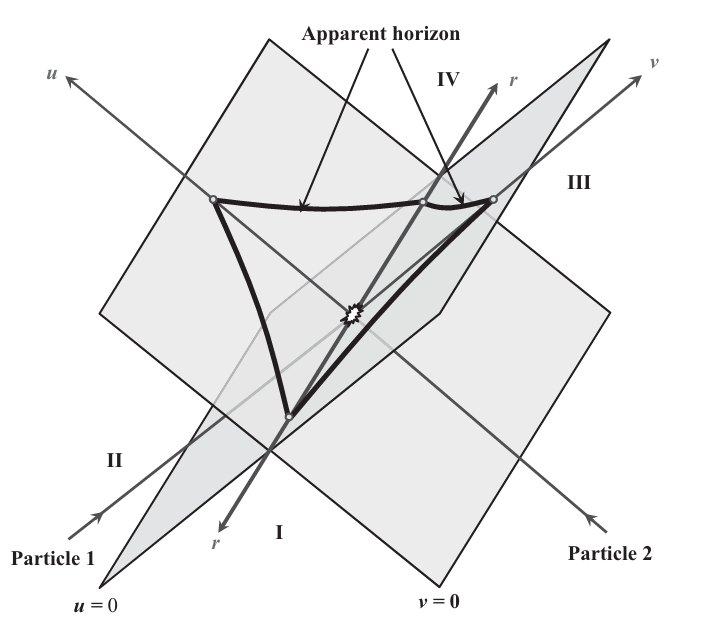 Apparent horizon
u
IV
r
v
III
II
I
r
Particle 1
Particle 2
u = 0
v = 0